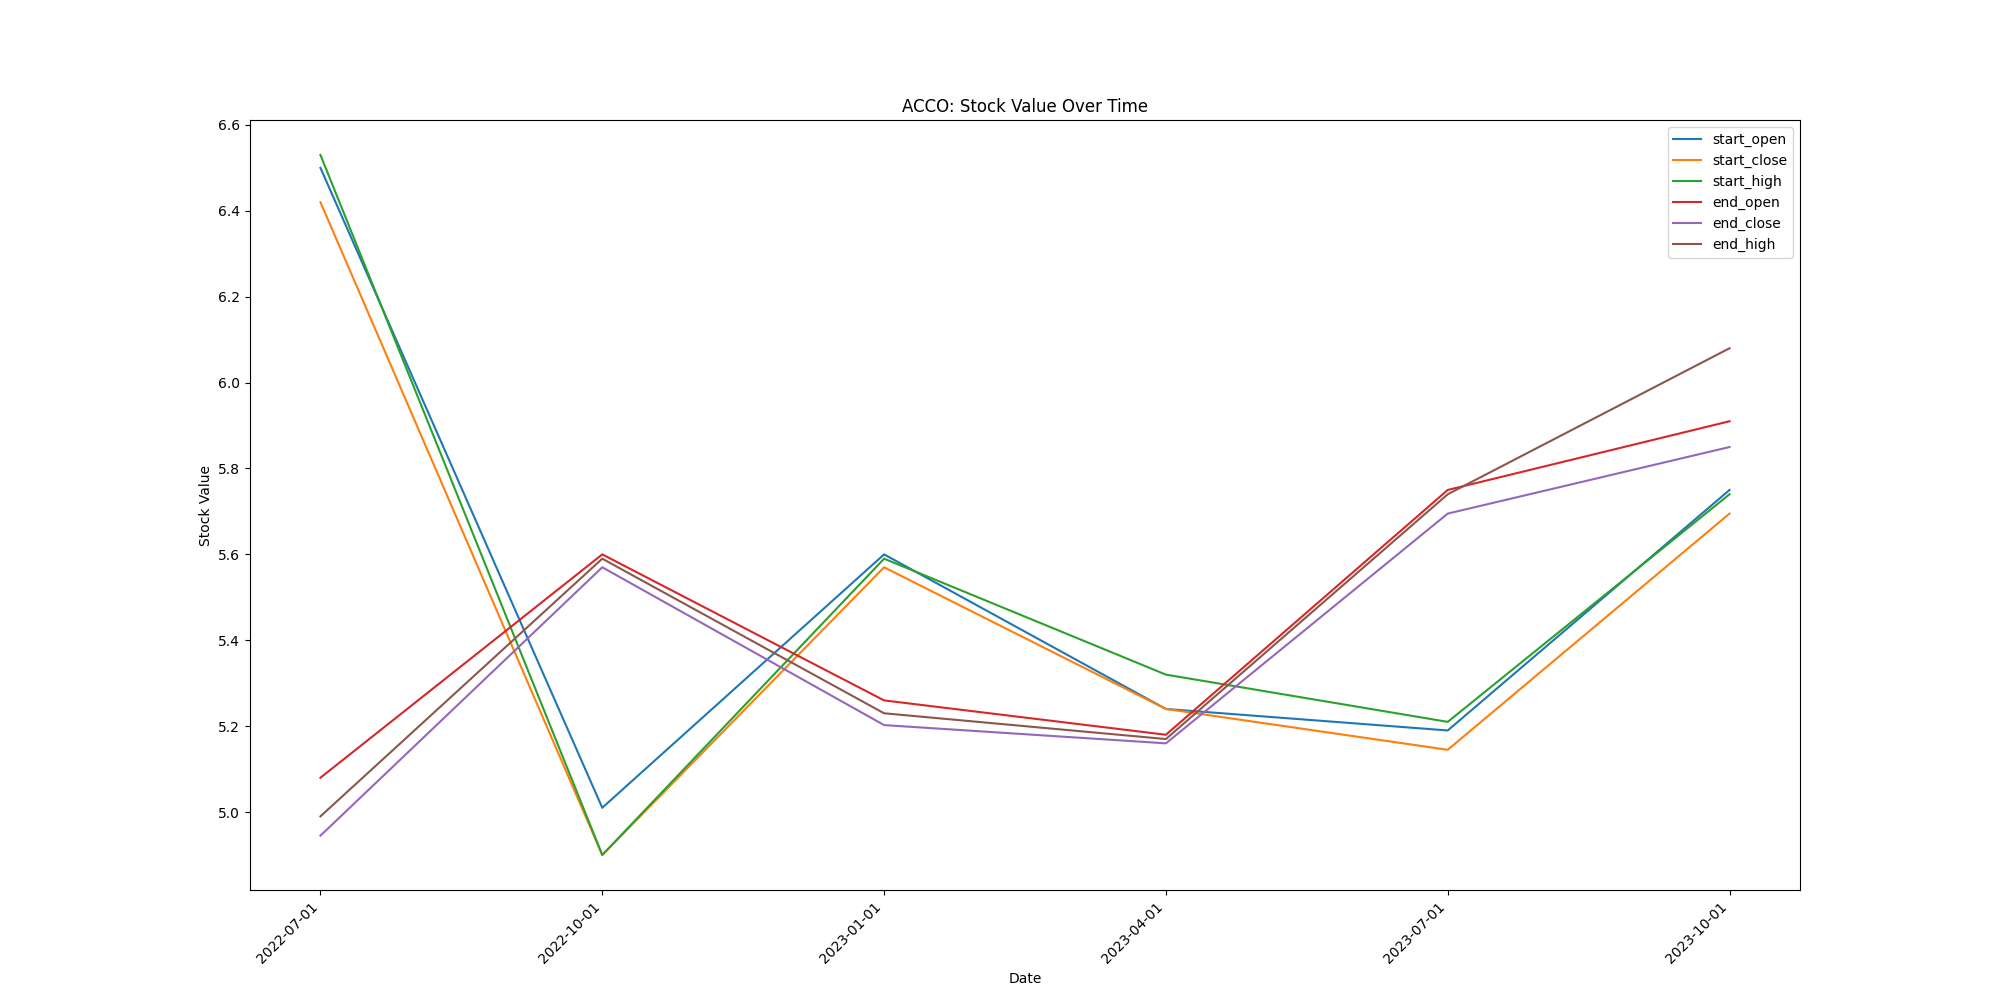 ACCO: Stock Value Over Time
6.6
6.4
6.2
6.0
5.8
5.6
5.4
5.2
5.0
Stock Value
start_open
start_close
start_high
end_open
end_close
end_high
2022-07-01
2022-10-01
2023-01-01
2023-04-01
2023-07-01
2023-10-01
Date